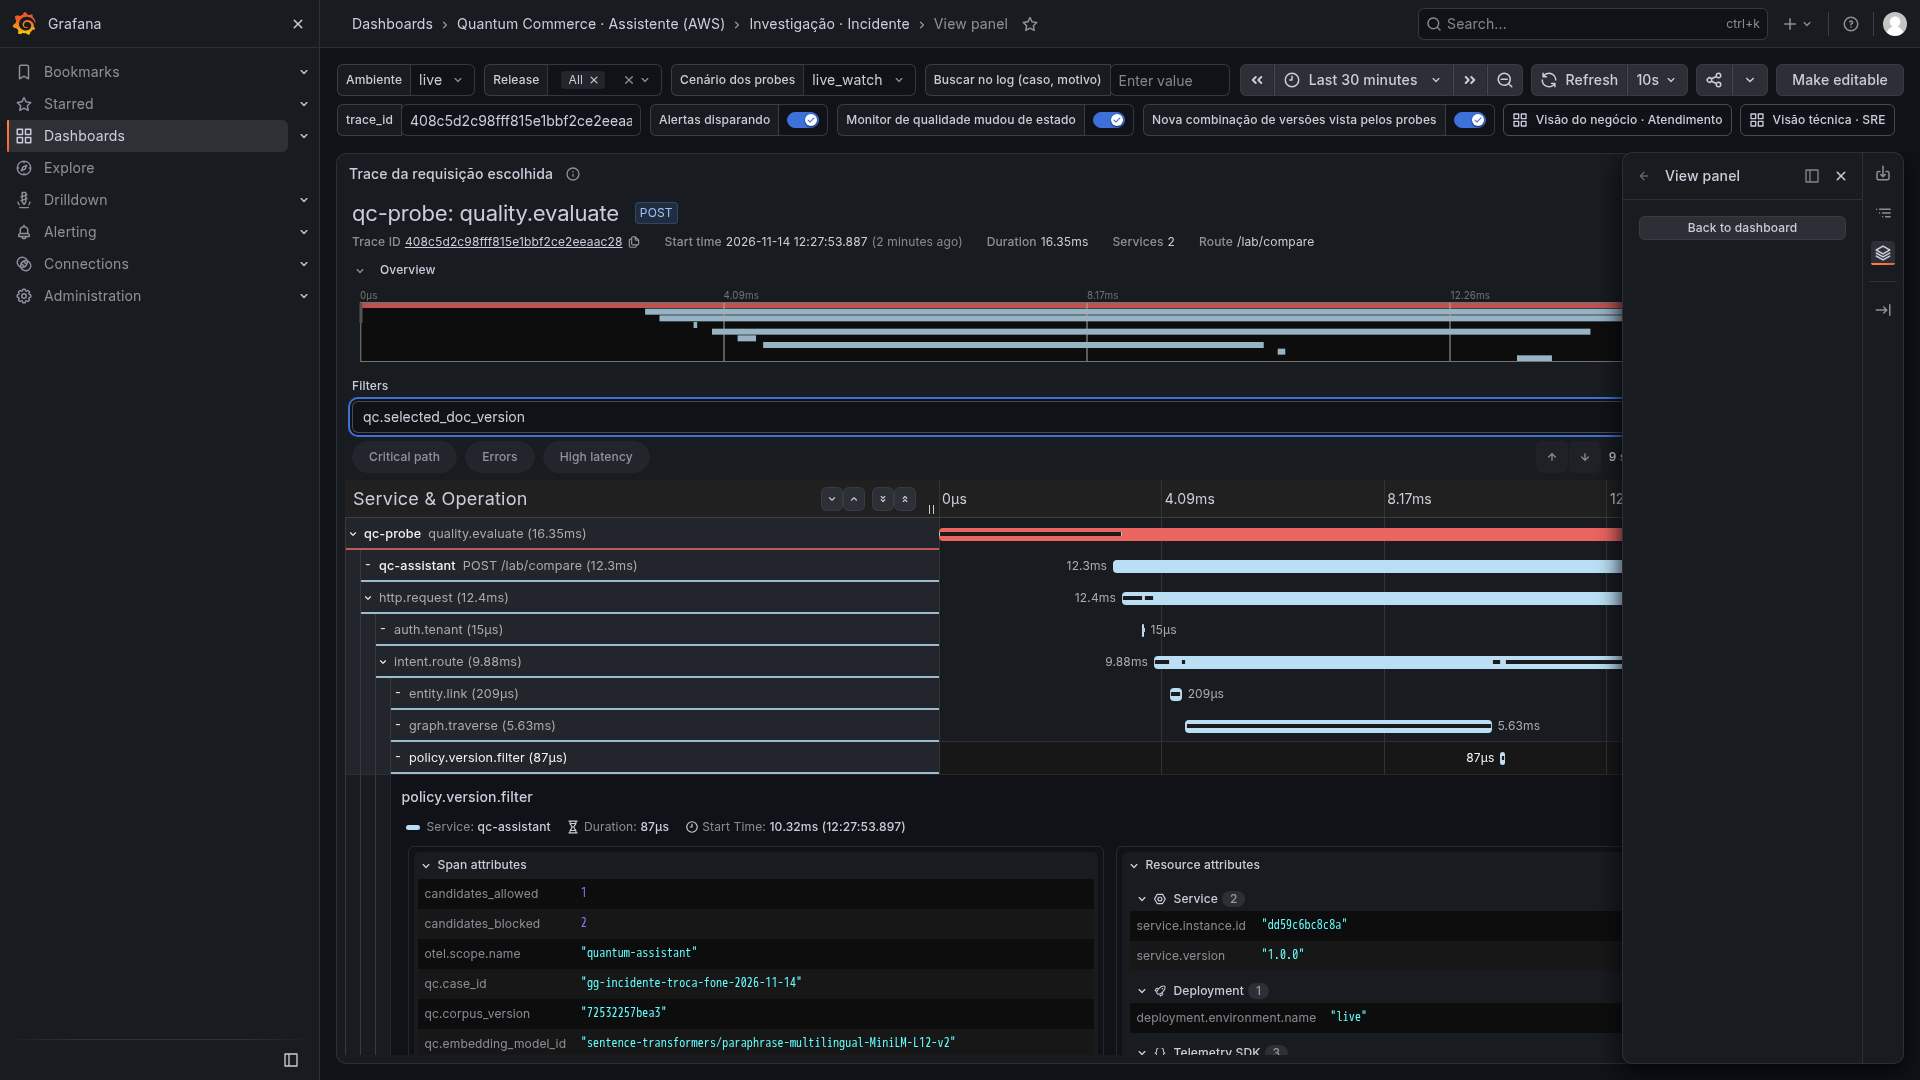 Grafana
Dashboards › Quantum Commerce · Assistente (AWS) › Investigação · Incidente › View panel
Search... ctrl+k
Bookmarks
Starred
Dashboards
Explore
Drilldown
Alerting
Connections
Administration
Ambiente live Release All Cenário dos probes live_watch Buscar no log (caso, motivo) Enter value Last 30 minutes Refresh 10s Make editable
trace_id 408c5d2c98fff815e1bbf2ce2eeaa Alertas disparando Monitor de qualidade mudou de estado Nova combinação de versões vista pelos probes Visão do negócio · Atendimento Visão técnica · SRE
Trace da requisição escolhida
qc-probe: quality.evaluate POST
Trace ID 408c5d2c98fff815e1bbf2ce2eeaac28 Start time 2026-11-14 12:27:53.887 (2 minutes ago) Duration 16.35ms Services 2 Route /lab/compare
Overview
0μs 4.09ms 8.17ms 12.26ms
Filters
qc.selected_doc_version
Critical path Errors High latency 9
Service & Operation 0μs 4.09ms 8.17ms 12
qc-probe quality.evaluate (16.35ms)
qc-assistant POST /lab/compare (12.3ms) 12.3ms
http.request (12.4ms) 12.4ms
auth.tenant (15μs) 15μs
intent.route (9.88ms) 9.88ms
entity.link (209μs) 209μs
graph.traverse (5.63ms) 5.63ms
policy.version.filter (87μs) 87μs
policy.version.filter
Service: qc-assistant Duration: 87μs Start Time: 10.32ms (12:27:53.897)
Span attributes
candidates_allowed 1
candidates_blocked 2
otel.scope.name "quantum-assistant"
qc.case_id "gg-incidente-troca-fone-2026-11-14"
qc.corpus_version "72532257bea3"
qc.embedding_model_id "sentence-transformers/paraphrase-multilingual-MiniLM-L12-v2"
Resource attributes
Service 2
service.instance.id "dd59c6bc8c8a"
service.version "1.0.0"
Deployment 1
deployment.environment.name "live"
Telemetry SDK 3
View panel
Back to dashboard